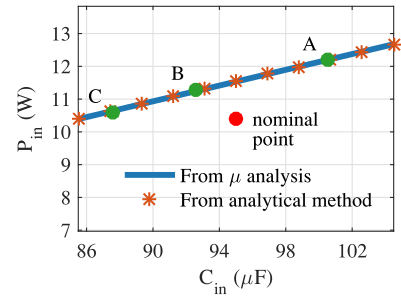 13
12
11
10
9
8
7
P_in (W)
A
B
C
nominal
point
From μ analysis
From analytical method
86 90 94 98 102
C_in (μF)